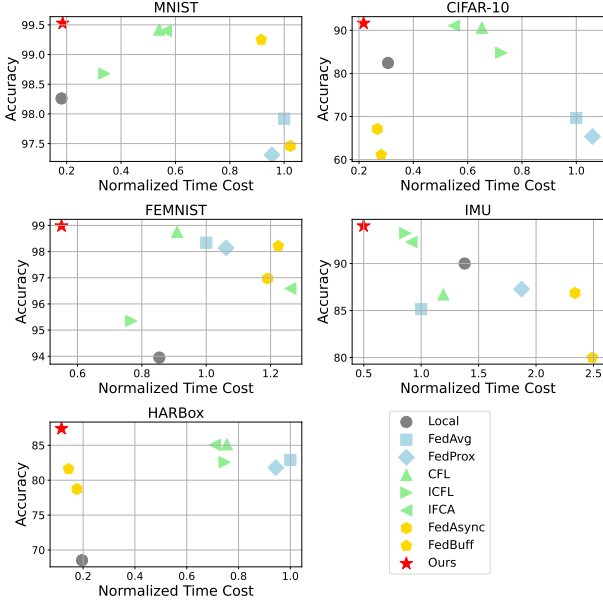 MNIST
99.5
99.0
98.5
98.0
97.5
Accuracy
0.2
0.4
0.6
0.8
1.0
Normalized Time Cost
CIFAR-10
90
80
70
60
Accuracy
0.2
0.4
0.6
0.8
1.0
Normalized Time Cost
FEMNIST
99
98
97
96
95
94
Accuracy
0.6
0.8
1.0
1.2
Normalized Time Cost
IMU
90
85
80
Accuracy
0.5
1.0
1.5
2.0
2.5
Normalized Time Cost
HARBox
85
80
75
70
Accuracy
0.2
0.4
0.6
0.8
1.0
Normalized Time Cost
Local
FedAvg
FedProx
CFL
ICFL
IFCA
FedAsync
FedBuff
Ours